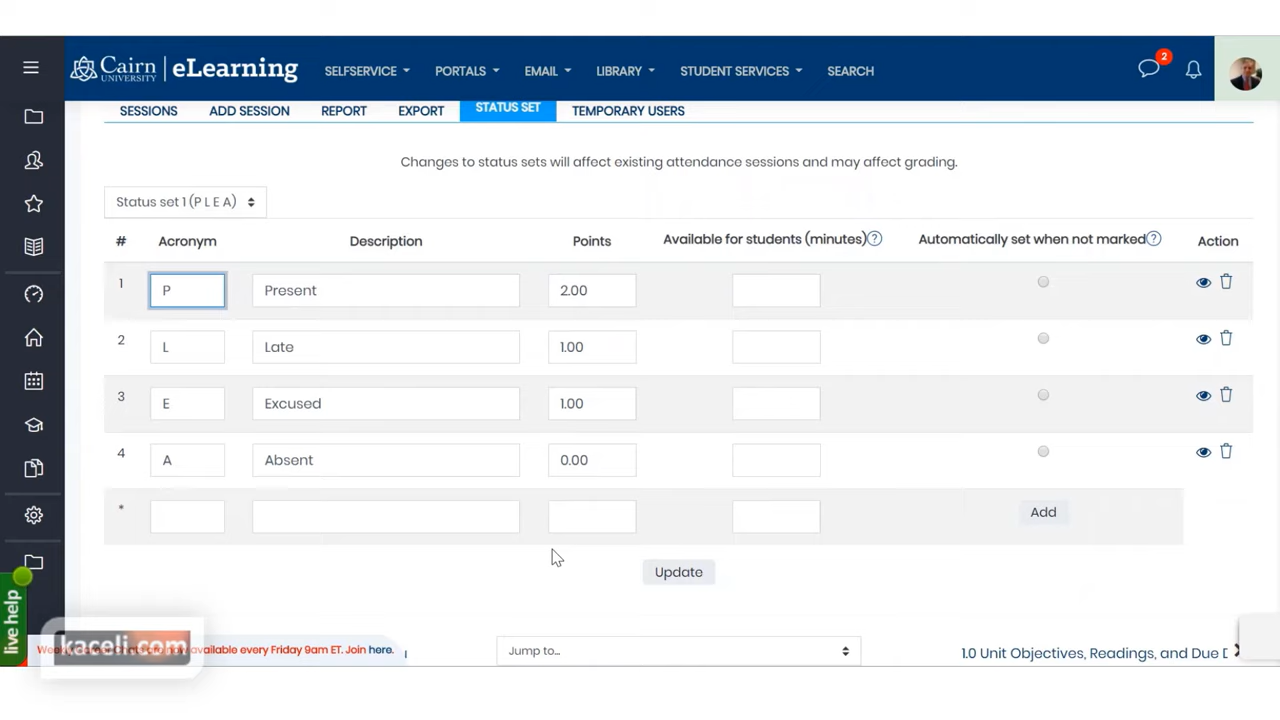 Cairn UNIVERSITY | eLearning SELFSERVICE PORTALS EMAIL LIBRARY STUDENT SERVICES SEARCH 2
SESSIONS ADD SESSION REPORT EXPORT STATUS SET TEMPORARY USERS
Changes to status sets will affect existing attendance sessions and may affect grading.
Status set 1 (P L E A)
# Acronym Description Points Available for students (minutes) ? Automatically set when not marked ? Action
1 P Present 2.00
2 L Late 1.00
3 E Excused 1.00
4 A Absent 0.00
* Add
Update
live help
kaceli.com
available every Friday 9am ET. Join here.
Jump to...
1.0 Unit Objectives, Readings, and Due